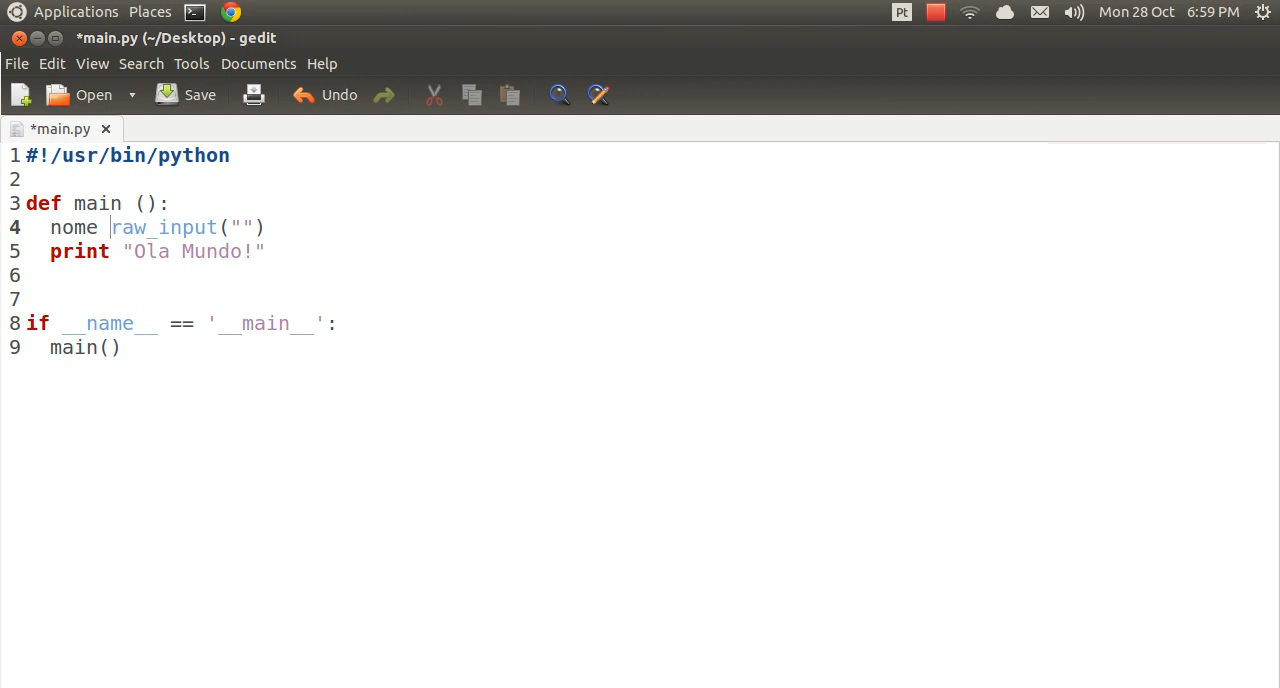 Applications Places Pt Mon 28 Oct 6:59 PM
*main.py (~/Desktop) - gedit
File Edit View Search Tools Documents Help
Open Save Undo
*main.py
1 #!/usr/bin/python
2
3 def main ():
4 nome raw_input("")
5 print "Ola Mundo!"
6
7
8 if __name__ == '__main__':
9 main()